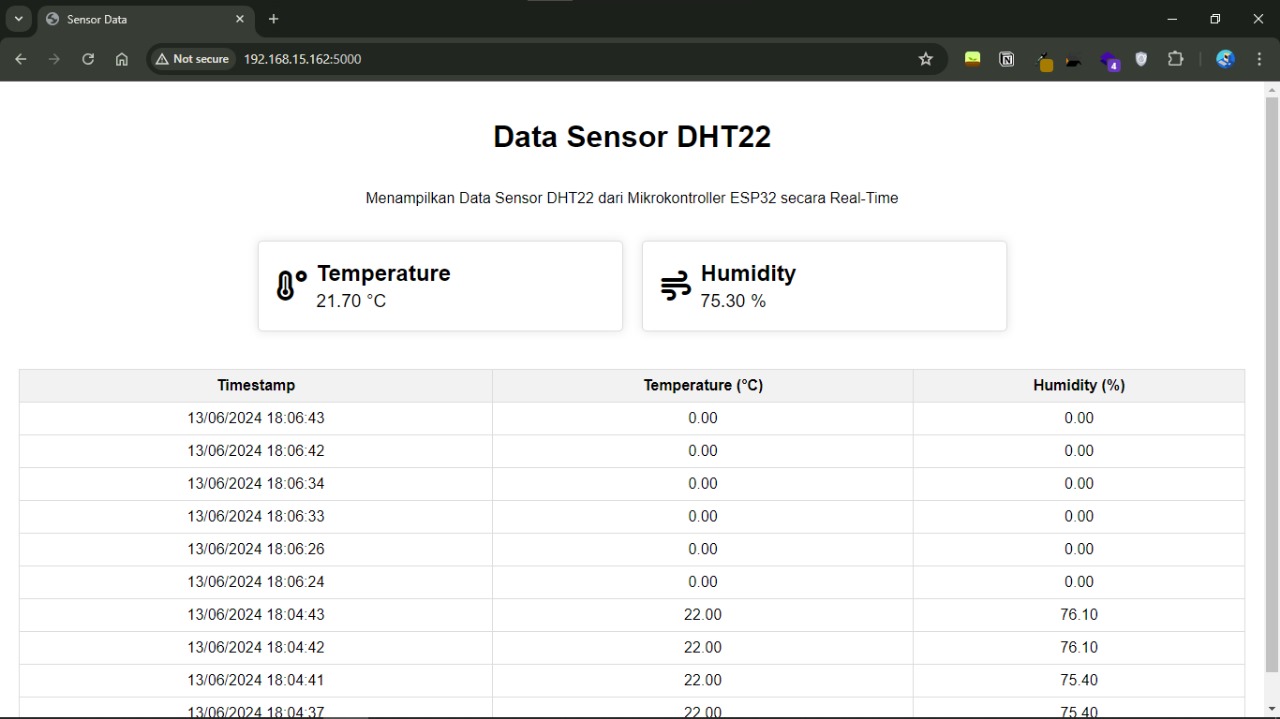 Sensor Data
Not secure 192.168.15.162:5000
4
Data Sensor DHT22
Menampilkan Data Sensor DHT22 dari Mikrokontroller ESP32 secara Real-Time
Temperature
21.70 °C
Humidity
75.30 %
Timestamp Temperature (°C) Humidity (%)
13/06/2024 18:06:43 0.00 0.00
13/06/2024 18:06:42 0.00 0.00
13/06/2024 18:06:34 0.00 0.00
13/06/2024 18:06:33 0.00 0.00
13/06/2024 18:06:26 0.00 0.00
13/06/2024 18:06:24 0.00 0.00
13/06/2024 18:04:43 22.00 76.10
13/06/2024 18:04:42 22.00 76.10
13/06/2024 18:04:41 22.00 75.40
13/06/2024 18:04:37 22.00 75.40